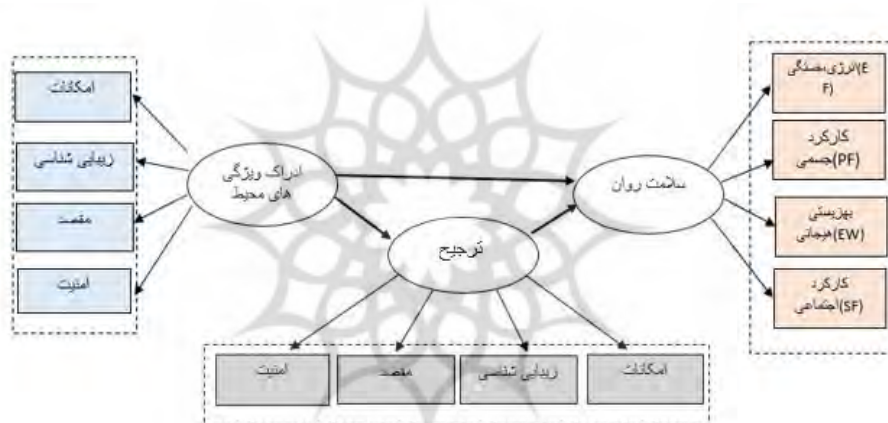 امکانات
زیبایی شناسی
مقصد
امنیت
ادراک ویژگی
های محیط
ترجیح
سلامت روان
انرژی/خستگی(E
F)
کارکرد
جسمی(PF)
بهزیستی
هیجانی(EW)
کارکرد
اجتماعی(SF)
امنیت
مقصد
زیبایی شناسی
امکانات